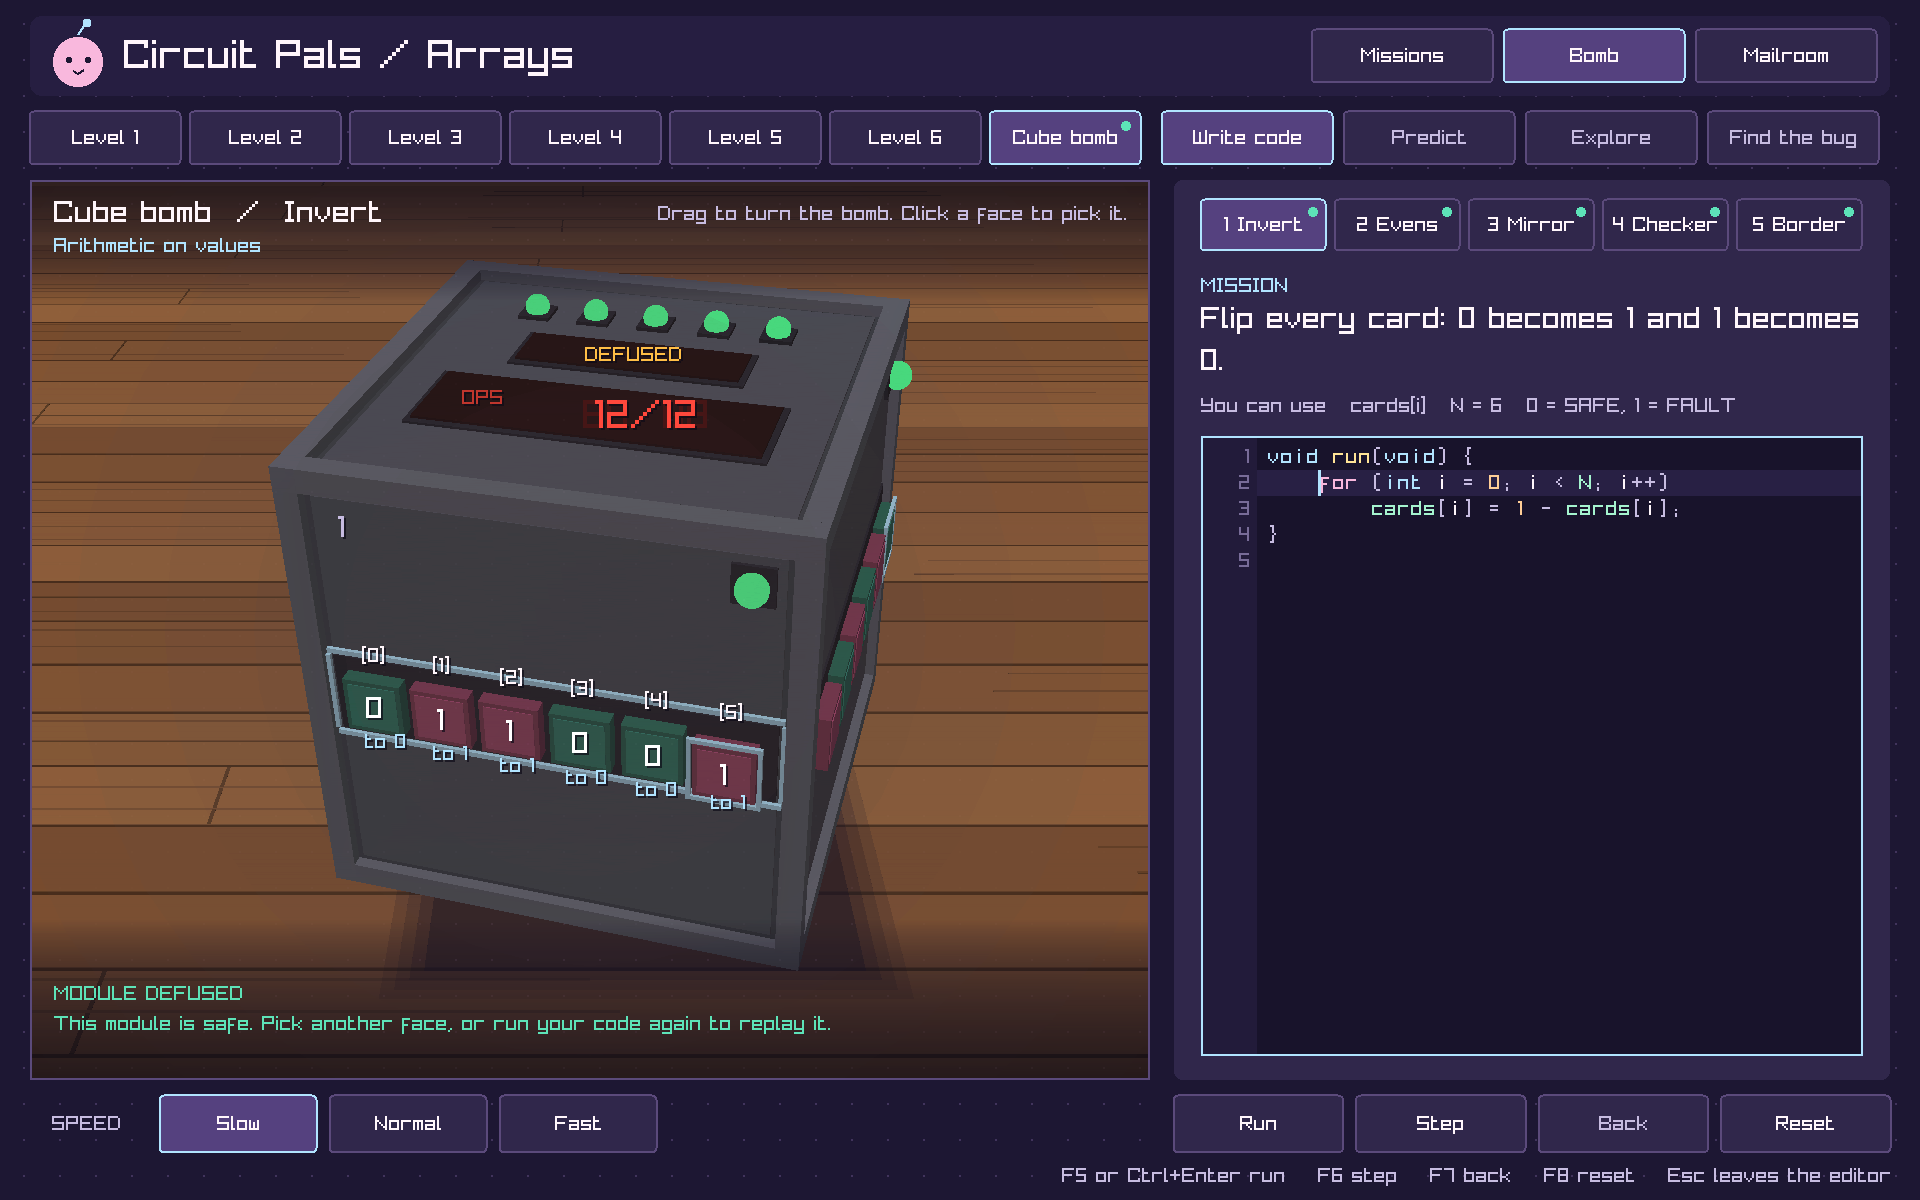 Circuit Pals / Arrays
Missions
Bomb
Mailroom
Level 1
Level 2
Level 3
Level 4
Level 5
Level 6
Cube bomb
Write code
Predict
Explore
Find the bug
Cube bomb / Invert
Drag to turn the bomb. Click a face to pick it.
Arithmetic on values
DEFUSED
OPS
12/12
1
[0] [1] [2] [3] [4] [5]
0 1 1 0 0 1
to 0 to 1 to 1 to 0 to 0 to 1
MODULE DEFUSED
This module is safe. Pick another face, or run your code again to replay it.
1 Invert
2 Evens
3 Mirror
4 Checker
5 Border
MISSION
Flip every card: 0 becomes 1 and 1 becomes
0.
You can use cards[i] N = 6 0 = SAFE, 1 = FAULT
1 void run(void) {
2 for (int i = 0; i < N; i++)
3 cards[i] = 1 - cards[i];
4 }
5
SPEED
Slow
Normal
Fast
Run
Step
Back
Reset
F5 or Ctrl+Enter run F6 step F7 back F8 reset Esc leaves the editor